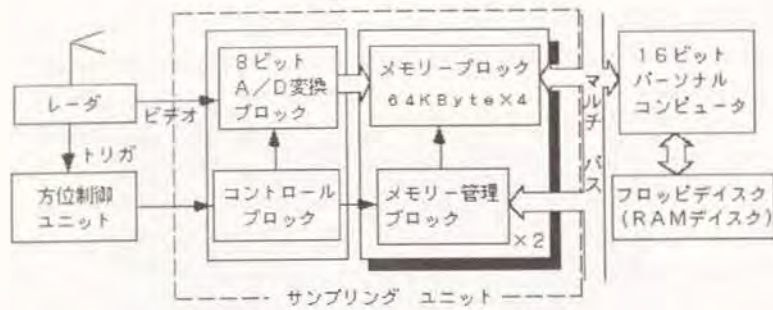 レーダ
ビデオ
トリガ
方位制御
ユニット
8ビット
A/D変換
ブロック
コントロール
ブロック
メモリーブロック
64KByte×4
メモリー管理
ブロック
×2
サンプリング ユニット
マルチ バス
16ビット
パーソナル
コンピュータ
フロッピデイスク
(RAMデイスク)